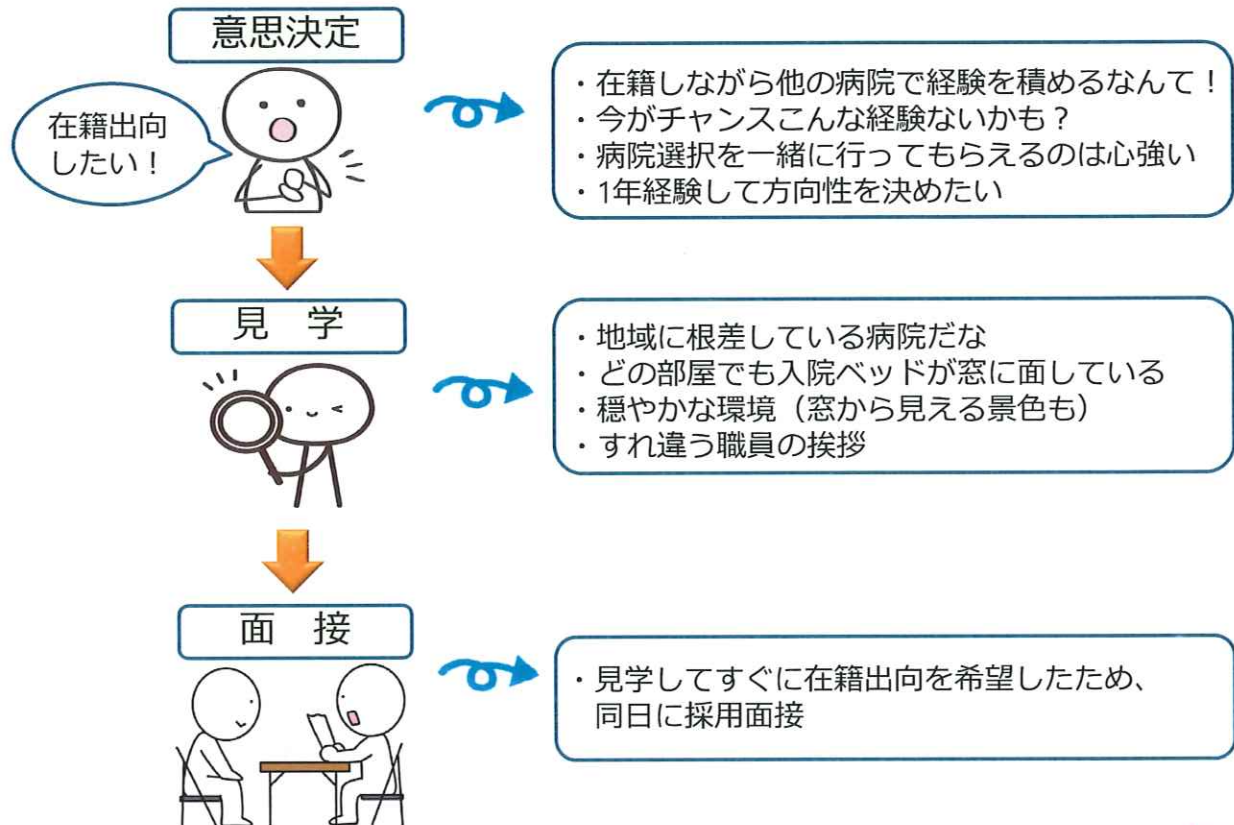 意思決定
在籍出向
したい！
・在籍しながら他の病院で経験を積めるなんて！
・今がチャンスこんな経験ないかも？
・病院選択を一緒に行ってもらえるのは心強い
・1年経験して方向性を決めたい
見　学
・地域に根差している病院だな
・どの部屋でも入院ベッドが窓に面している
・穏やかな環境（窓から見える景色も）
・すれ違う職員の挨拶
面　接
・見学してすぐに在籍出向を希望したため、
同日に採用面接